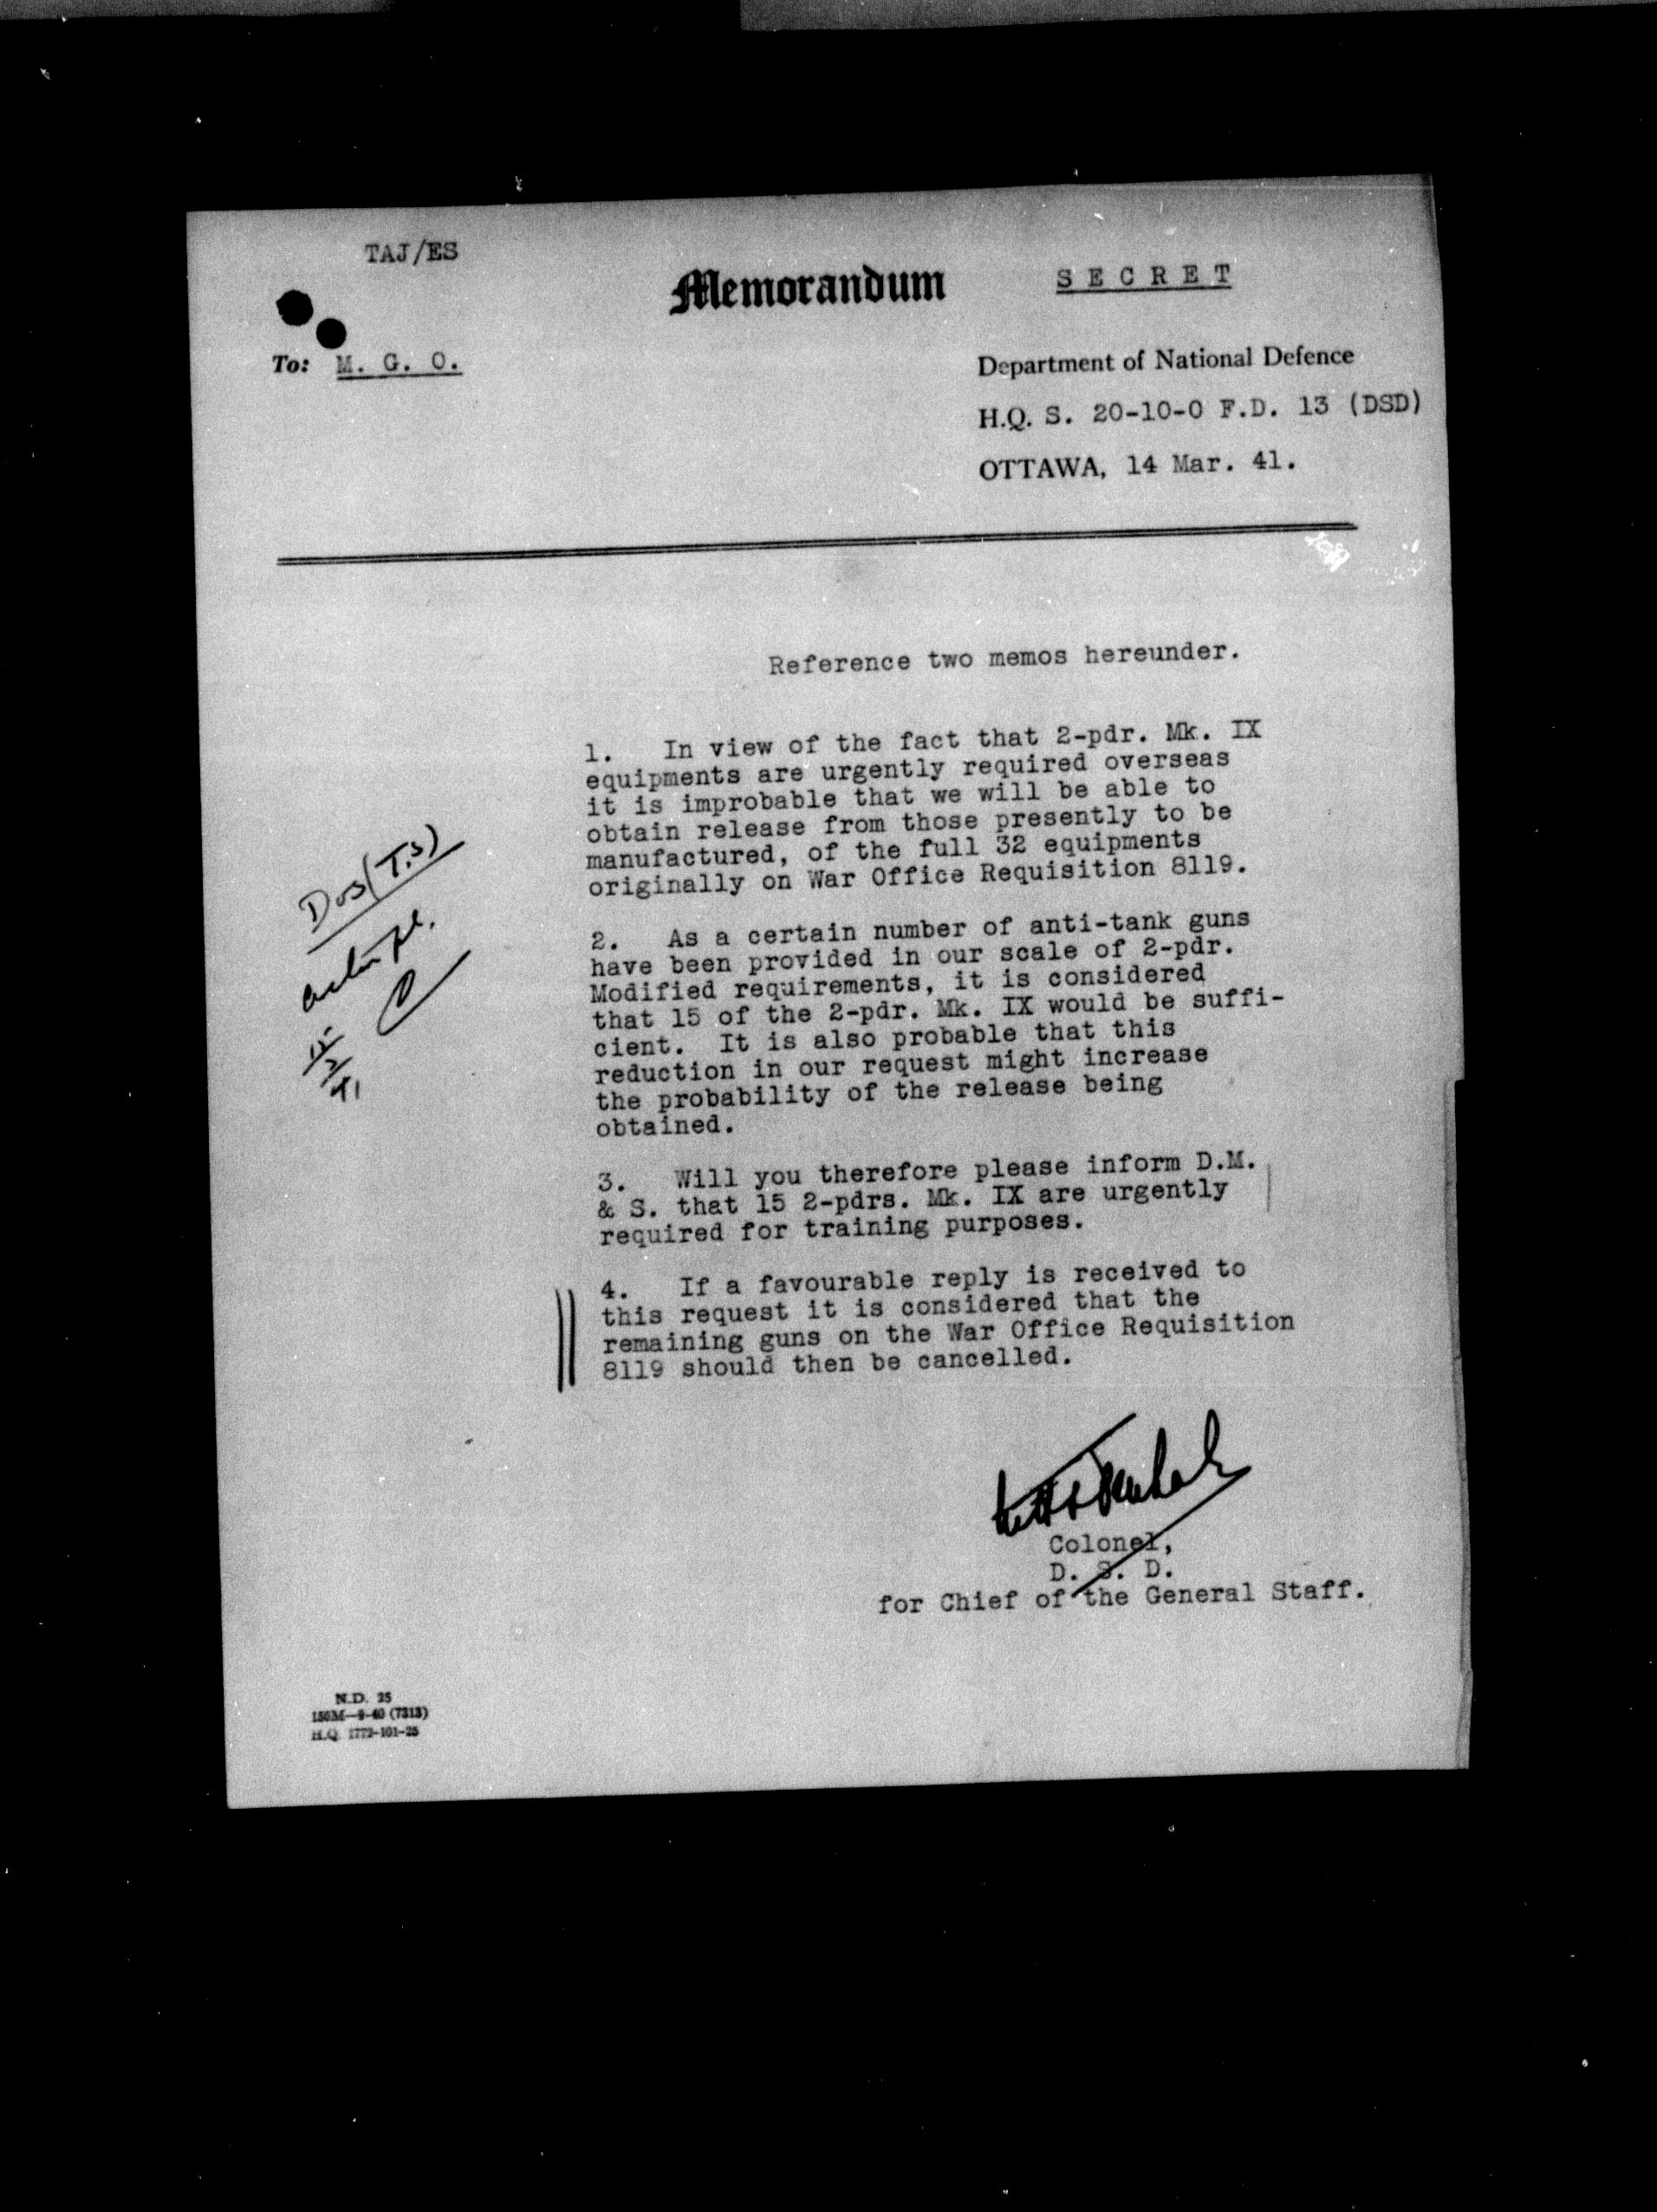 TAJ/ES
Memorandum
S E C R E T
To: M. G. O.
Department of National Defence
H.Q. S. 20-10-0 F.D. 13 (DSD)
OTTAWA, 14 Mar. 41.
Reference two memos hereunder.
1. In view of the fact that 2-pdr. Mk. IX
equipments are urgently required overseas
it is improbable that we will be able to
obtain release from those presently to be
manufactured, of the full 32 equipments
originally on War Office Requisition 8119.
2. As a certain number of anti-tank guns
have been provided in our scale of 2-pdr.
Modified requirements, it is considered
that 15 of the 2-pdr. Mk. IX would be suffi-
cient. It is also probable that this
reduction in our request might increase
the probability of the release being
obtained.
3. Will you therefore please inform D.M.
& S. that 15 2-pdrs. Mk. IX are urgently
required for training purposes.
4. If a favourable reply is received to
this request it is considered that the
remaining guns on the War Office Requisition
8119 should then be cancelled.
Dos (T.S)
Colonel,
D. S. D.
for Chief of the General Staff.
N.D. 25
150M—9-40 (7313)
H.Q. 1772-101-25